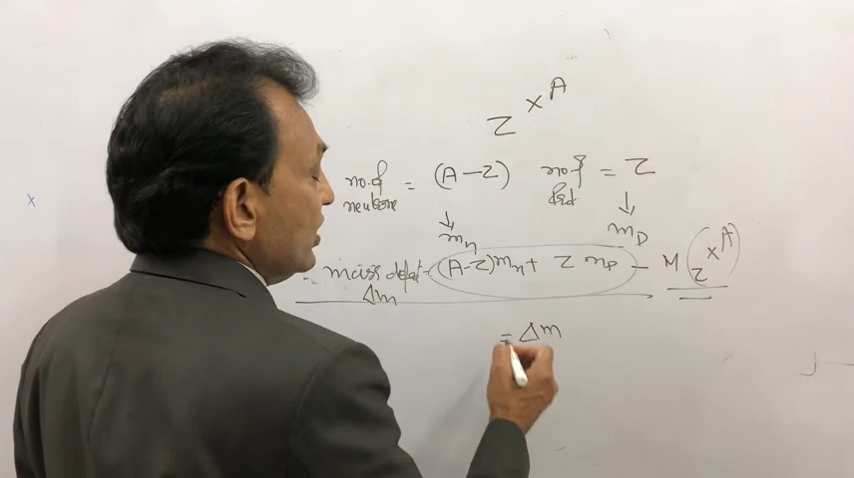 Z X A
no. of neutrons = (A-Z) no. of = Z
↓ mn ↓ mp
mass defect = (A-Z)mn + Z mp - M(Z X A)
Δm
= Δm